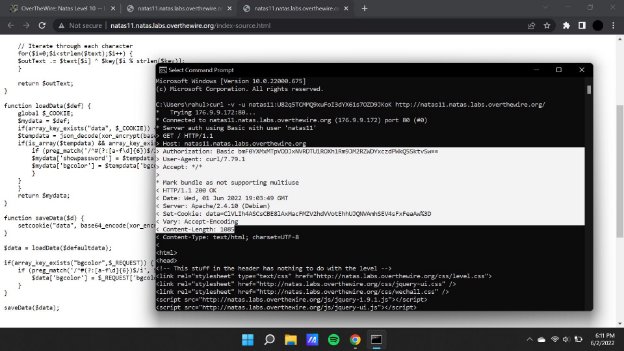 OverTheWire: Natas Level 10 →
natas11.natas.labs.overthewire.o
natas11.natas.labs.overthewire.org
Not secure | natas11.natas.labs.overthewire.org/index-source.html
// Iterate through each character
for($i=0;$i<strlen($text);$i++) {
$outText .= $text[$i] ^ $key[$i % strlen($key)];
}
return $outText;
}
function loadData($def) {
global $_COOKIE;
$mydata = $def;
if(array_key_exists("data", $_COOKIE))
$tempdata = json_decode(xor_encrypt(bas
if(is_array($tempdata) && array_key_ex
if (preg_match('/^#(?:[a-f\d]{6})$/
$mydata['showpassword'] = $tempdata
$mydata['bgcolor'] = $tempdata['bgc
}
}
return $mydata;
}
function saveData($d) {
setcookie("data", base64_encode(xor_en
}
$data = loadData($defaultdata);
if(array_key_exists("bgcolor",$_REQUEST)) {
if (preg_match('/^#(?:[a-f\d]{6})$/i',
$data['bgcolor'] = $_REQUEST['bgc
}
}
saveData($data);
Select Command Prompt
Microsoft Windows [Version 10.0.22000.675]
(c) Microsoft Corporation. All rights reserved.
C:\Users\rahul>curl -v -u natas11:U82q5TCMMQ9xuFoI3dYX61s7OZD9JKoK http://natas11.natas.labs.overthewire.org/
* Trying 176.9.9.172:80...
* Connected to natas11.natas.labs.overthewire.org (176.9.9.172) port 80 (#0)
* Server auth using Basic with user 'natas11'
> GET / HTTP/1.1
> Host: natas11.natas.labs.overthewire.org
> Authorization: Basic
> User-Agent: curl/7.79.1
> Accept: */*
>
* Mark bundle as not supporting multiuse
< HTTP/1.1 200 OK
< Date: Wed, 01 Jun 2022 19:03:49 GMT
< Server: Apache/2.4.10 (Debian)
< Set-Cookie: data=ClVLIh4ASCsCBE8lAxMacFMZV2hdVVotEhhUJQNVAmhSEV4sFxFeaAw%3D
< Vary: Accept-Encoding
< Content-Length: 1085
< Content-Type: text/html; charset=UTF-8
<
<html>
<head>
<!-- This stuff in the header has nothing to do with the level -->
<link rel="stylesheet" type="text/css" href="http://natas.labs.overthewire.org/css/level.css">
<link rel="stylesheet" href="http://natas.labs.overthewire.org/css/jquery-ui.css" />
<link rel="stylesheet" href="http://natas.labs.overthewire.org/css/wechall.css" />
<script src="http://natas.labs.overthewire.org/js/jquery-1.9.1.js"></script>
<script src="http://natas.labs.overthewire.org/js/jquery-ui.js"></script>
6:11 PM
6/2/2022